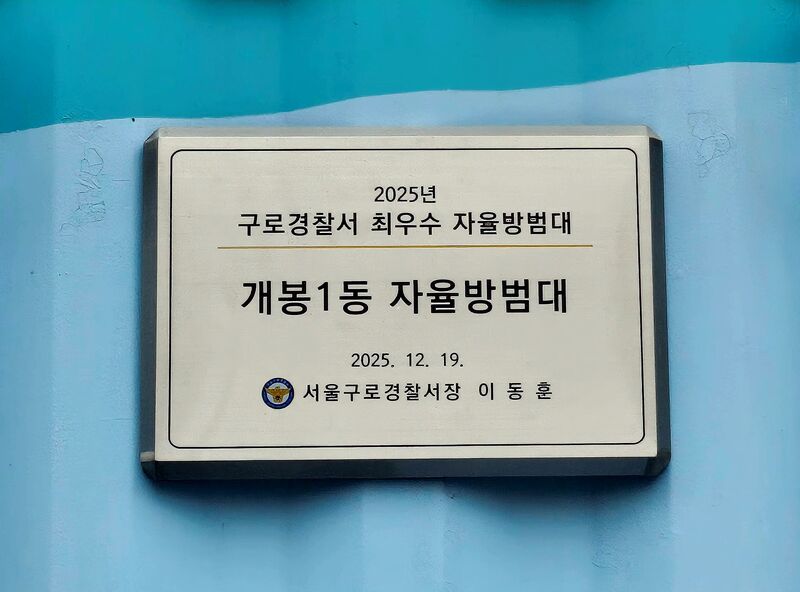 2025년
구로경찰서 최우수 자율방범대
개봉1동 자율방범대
2025. 12. 19.
서울구로경찰서장 이 동 훈